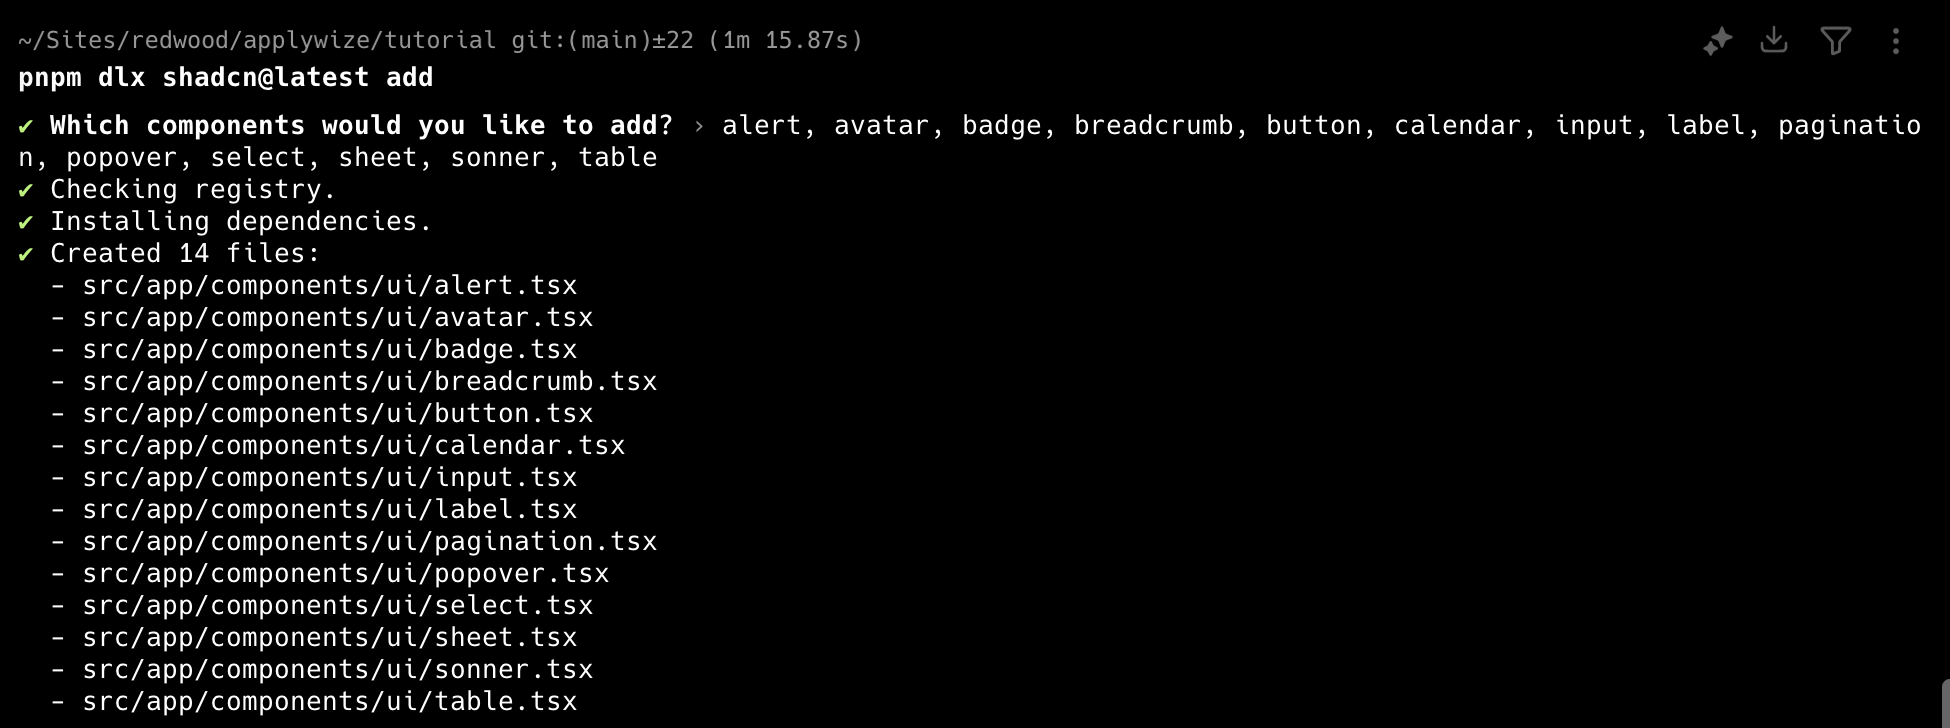 ~/Sites/redwood/applywize/tutorial git:(main)±22 (1m 15.87s)
pnpm dlx shadcn@latest add
✔ Which components would you like to add? › alert, avatar, badge, breadcrumb, button, calendar, input, label, paginatio
n, popover, select, sheet, sonner, table
✔ Checking registry.
✔ Installing dependencies.
✔ Created 14 files:
  - src/app/components/ui/alert.tsx
  - src/app/components/ui/avatar.tsx
  - src/app/components/ui/badge.tsx
  - src/app/components/ui/breadcrumb.tsx
  - src/app/components/ui/button.tsx
  - src/app/components/ui/calendar.tsx
  - src/app/components/ui/input.tsx
  - src/app/components/ui/label.tsx
  - src/app/components/ui/pagination.tsx
  - src/app/components/ui/popover.tsx
  - src/app/components/ui/select.tsx
  - src/app/components/ui/sheet.tsx
  - src/app/components/ui/sonner.tsx
  - src/app/components/ui/table.tsx